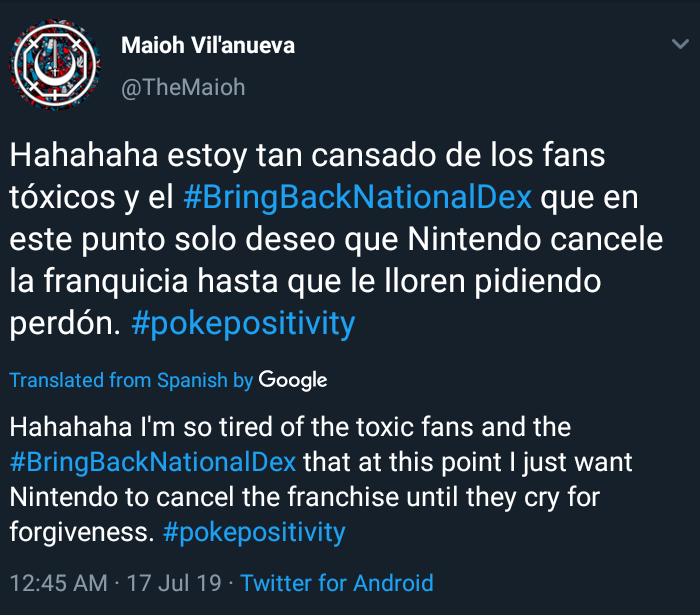 Maioh Vil'anueva
@TheMaioh
Hahahaha estoy tan cansado de los fans
tóxicos y el #BringBackNationalDex que en
este punto solo deseo que Nintendo cancele
la franquicia hasta que le lloren pidiendo
perdón. #pokepositivity
Translated from Spanish by Google
Hahahaha I'm so tired of the toxic fans and the
#BringBackNationalDex that at this point I just want
Nintendo to cancel the franchise until they cry for
forgiveness. #pokepositivity
12:45 AM · 17 Jul 19 · Twitter for Android